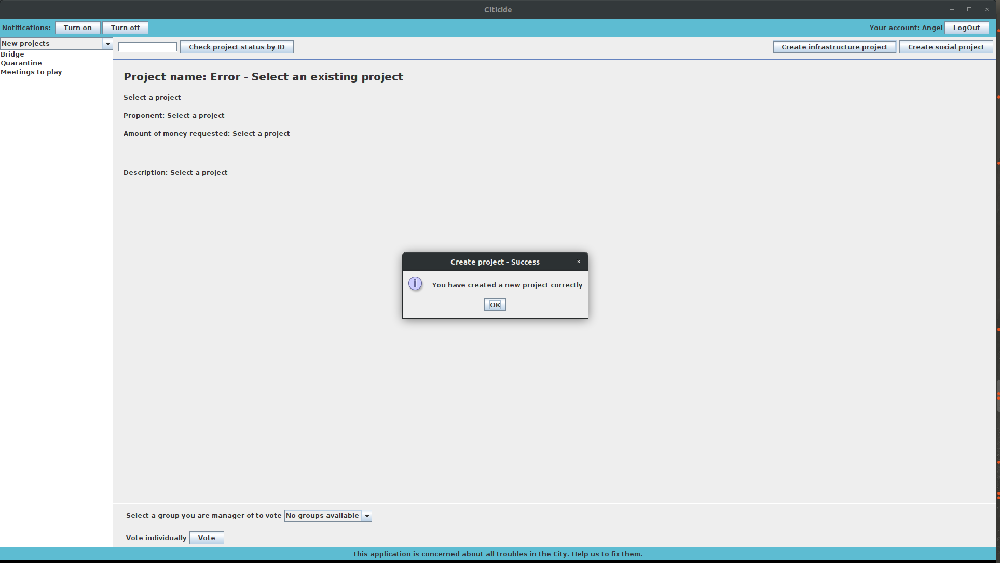 Citicide
Notifications: Turn on Turn off
Your account: Angel LogOut
New projects
Bridge
Quarantine
Meetings to play
Check project status by ID
Create infrastructure project
Create social project
Project name: Error - Select an existing project
Select a project
Proponent: Select a project
Amount of money requested: Select a project
Description: Select a project
Create project - Success
You have created a new project correctly
OK
Select a group you are manager of to vote No groups available
Vote individually Vote
This application is concerned about all troubles in the City. Help us to fix them.